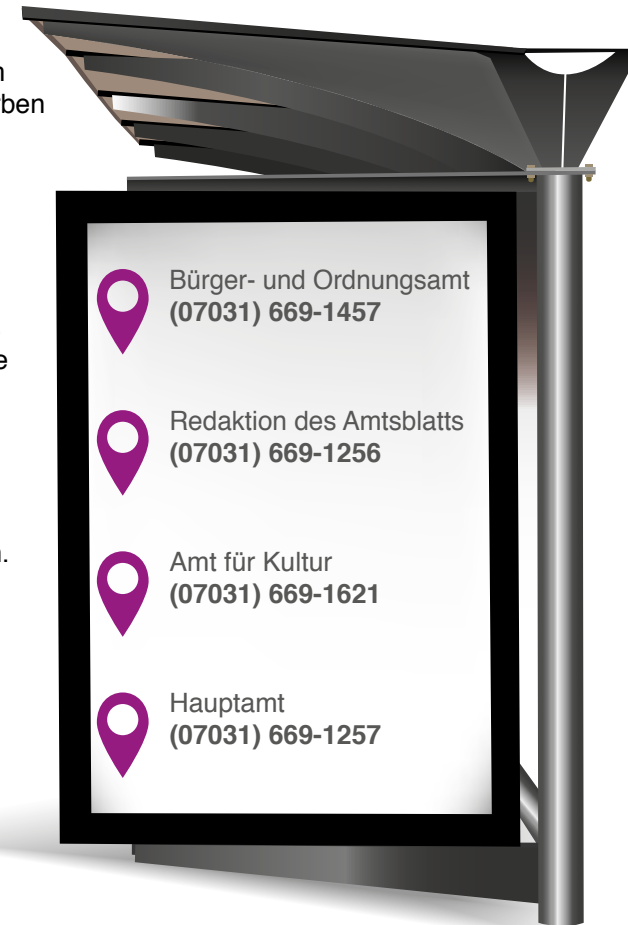 Bürger- und Ordnungsamt
(07031) 669-1457
Redaktion des Amtsblatts
(07031) 669-1256
Amt für Kultur
(07031) 669-1621
Hauptamt
(07031) 669-1257